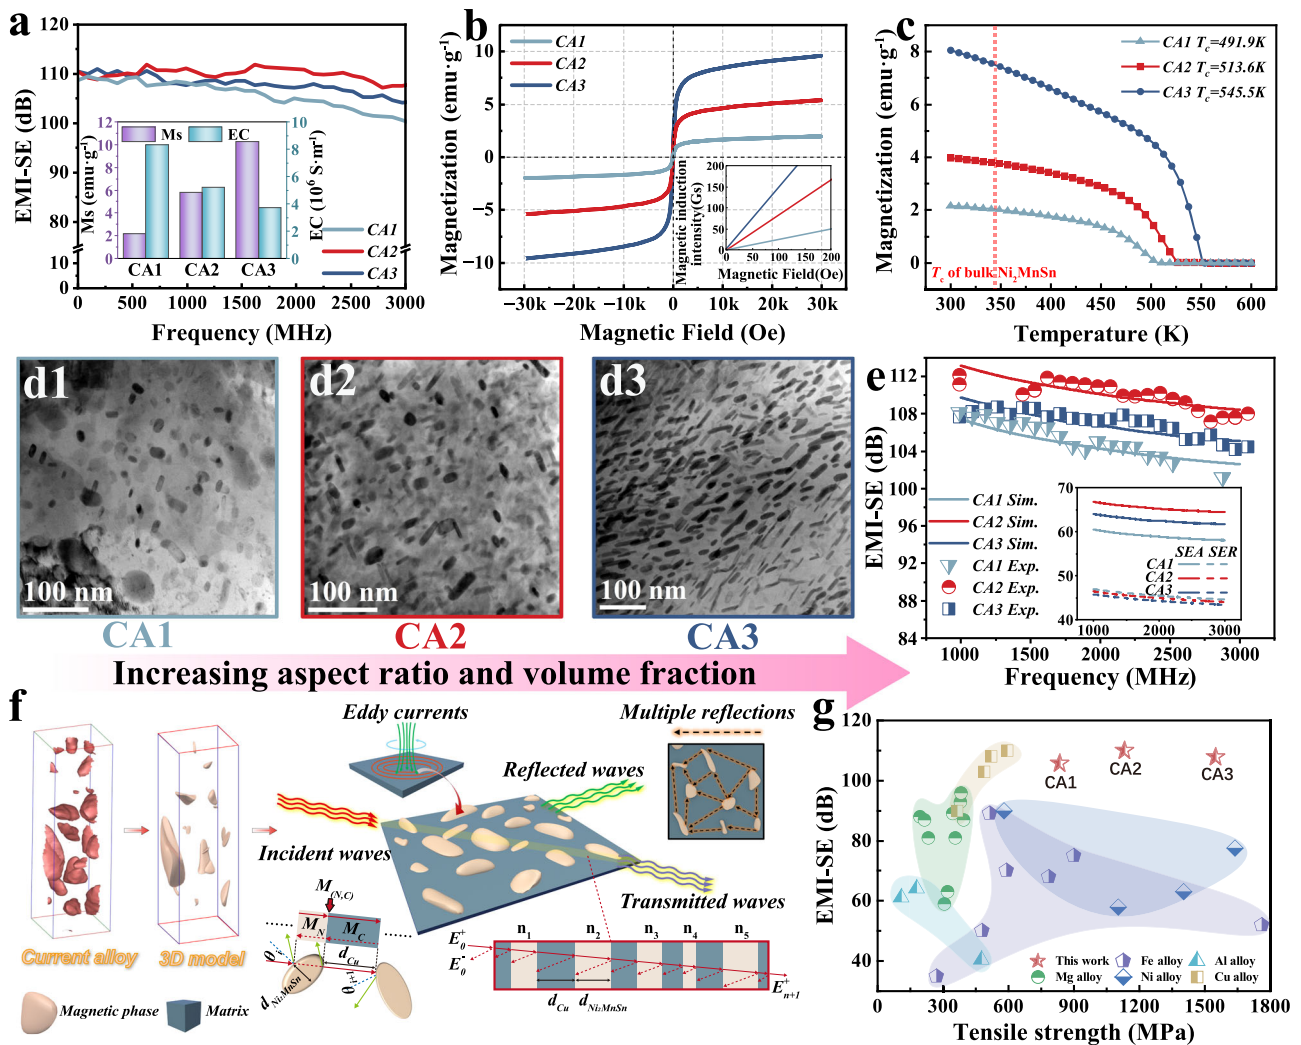 a
120
110
100
90
80
10
0
EMI-SE (dB)
0 500 1000 1500 2000 2500 3000
Frequency (MHz)
Ms EC
12
10
8
6
4
2
0
Ms (emu·g⁻¹)
10
8
6
4
2
0
EC (10⁶ S·m⁻¹)
CA1 CA2 CA3
CA1
CA2
CA3
b
CA1
CA2
CA3
10
5
0
−5
−10
Magnetization (emu·g⁻¹)
−30k −20k −10k 0 10k 20k 30k
Magnetic Field (Oe)
200
150
100
50
0
Magnetic induction
intensity(Gs)
0 50 100 150 200
Magnetic Field(Oe)
c
CA1 Tc=491.9K
CA2 Tc=513.6K
CA3 Tc=545.5K
8
6
4
2
0
Magnetization (emu·g⁻¹)
Tc of bulk Ni₂MnSn
300 350 400 450 500 550 600
Temperature (K)
d1
100 nm
CA1
d2
100 nm
CA2
d3
100 nm
CA3
Increasing aspect ratio and volume fraction
e
112
108
104
100
96
92
88
84
EMI-SE (dB)
CA1 Sim.
CA2 Sim.
CA3 Sim.
CA1 Exp.
CA2 Exp.
CA3 Exp.
70
60
50
40
SEA SER
CA1
CA2
CA3
1000 2000 3000
1000 1500 2000 2500 3000
Frequency (MHz)
f
Current alloy
3D model
Magnetic phase
Matrix
Eddy currents
Multiple reflections
Reflected waves
Incident waves
Transmitted waves
M(N,C)
M_N M_C
d_Cu
θ
d_Ni₂MnSn
n₁ n₂ n₃ n₄ n₅
E₀⁺
E₀⁻
d_Cu d_Ni₂MnSn
E_n+1⁺
g
120
100
80
60
40
EMI-SE (dB)
CA1
CA2
CA3
This work
Fe alloy
Al alloy
Mg alloy
Ni alloy
Cu alloy
0 300 600 900 1200 1500 1800
Tensile strength (MPa)